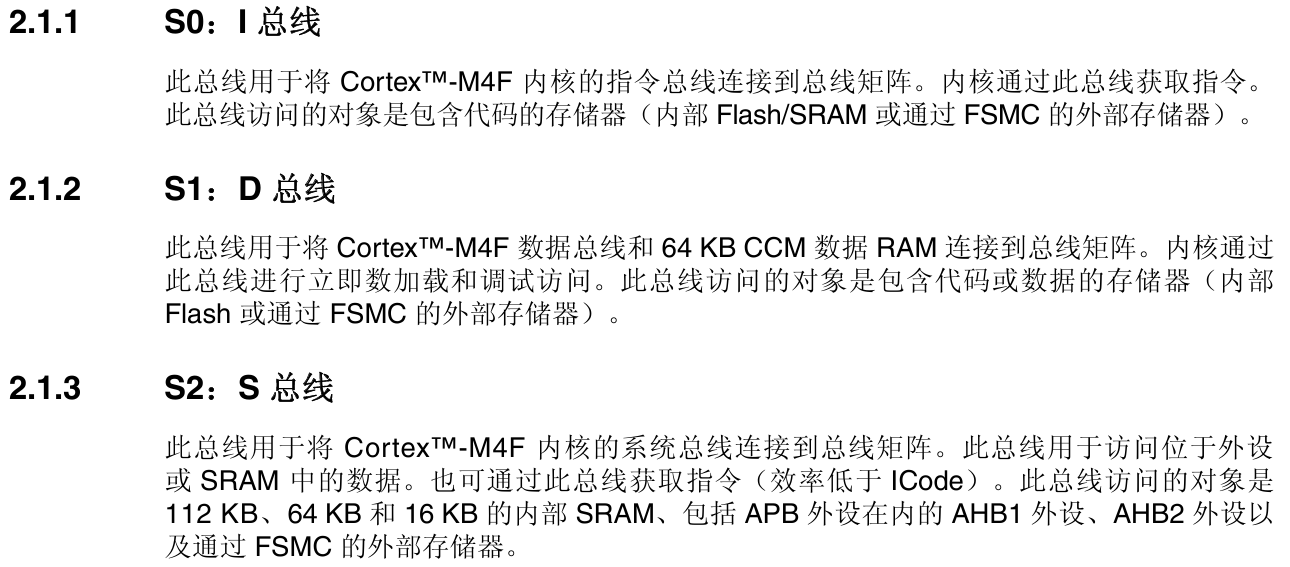 2.1.1 S0：I 总线
此总线用于将 Cortex™-M4F 内核的指令总线连接到总线矩阵。内核通过此总线获取指令。
此总线访问的对象是包含代码的存储器（内部 Flash/SRAM 或通过 FSMC 的外部存储器）。
2.1.2 S1：D 总线
此总线用于将 Cortex™-M4F 数据总线和 64 KB CCM 数据 RAM 连接到总线矩阵。内核通过
此总线进行立即数加载和调试访问。此总线访问的对象是包含代码或数据的存储器（内部
Flash 或通过 FSMC 的外部存储器）。
2.1.3 S2：S 总线
此总线用于将 Cortex™-M4F 内核的系统总线连接到总线矩阵。此总线用于访问位于外设
或 SRAM 中的数据。也可通过此总线获取指令（效率低于 ICode）。此总线访问的对象是
112 KB、64 KB 和 16 KB 的内部 SRAM、包括 APB 外设在内的 AHB1 外设、AHB2 外设以
及通过 FSMC 的外部存储器。